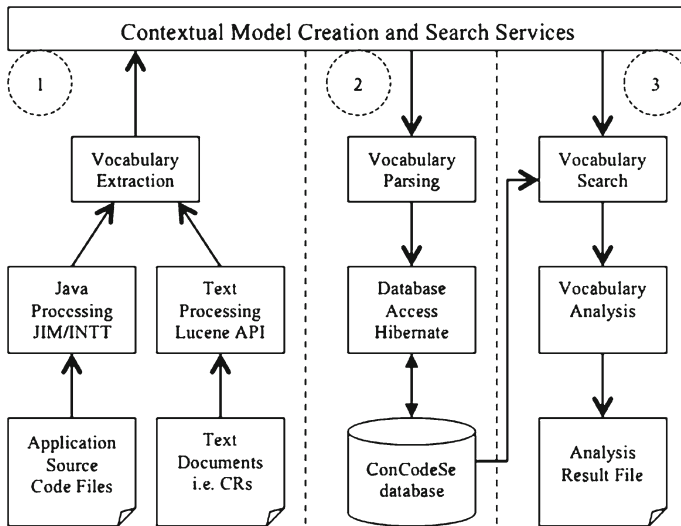 Contextual Model Creation and Search Services
1
2
3
Vocabulary
Extraction
Vocabulary
Parsing
Vocabulary
Search
Java
Processing
JIM/INTT
Text
Processing
Lucene API
Database
Access
Hibernate
Vocabulary
Analysis
Application
Source
Code Files
Text
Documents
i.e. CRs
ConCodeSe
database
Analysis
Result File